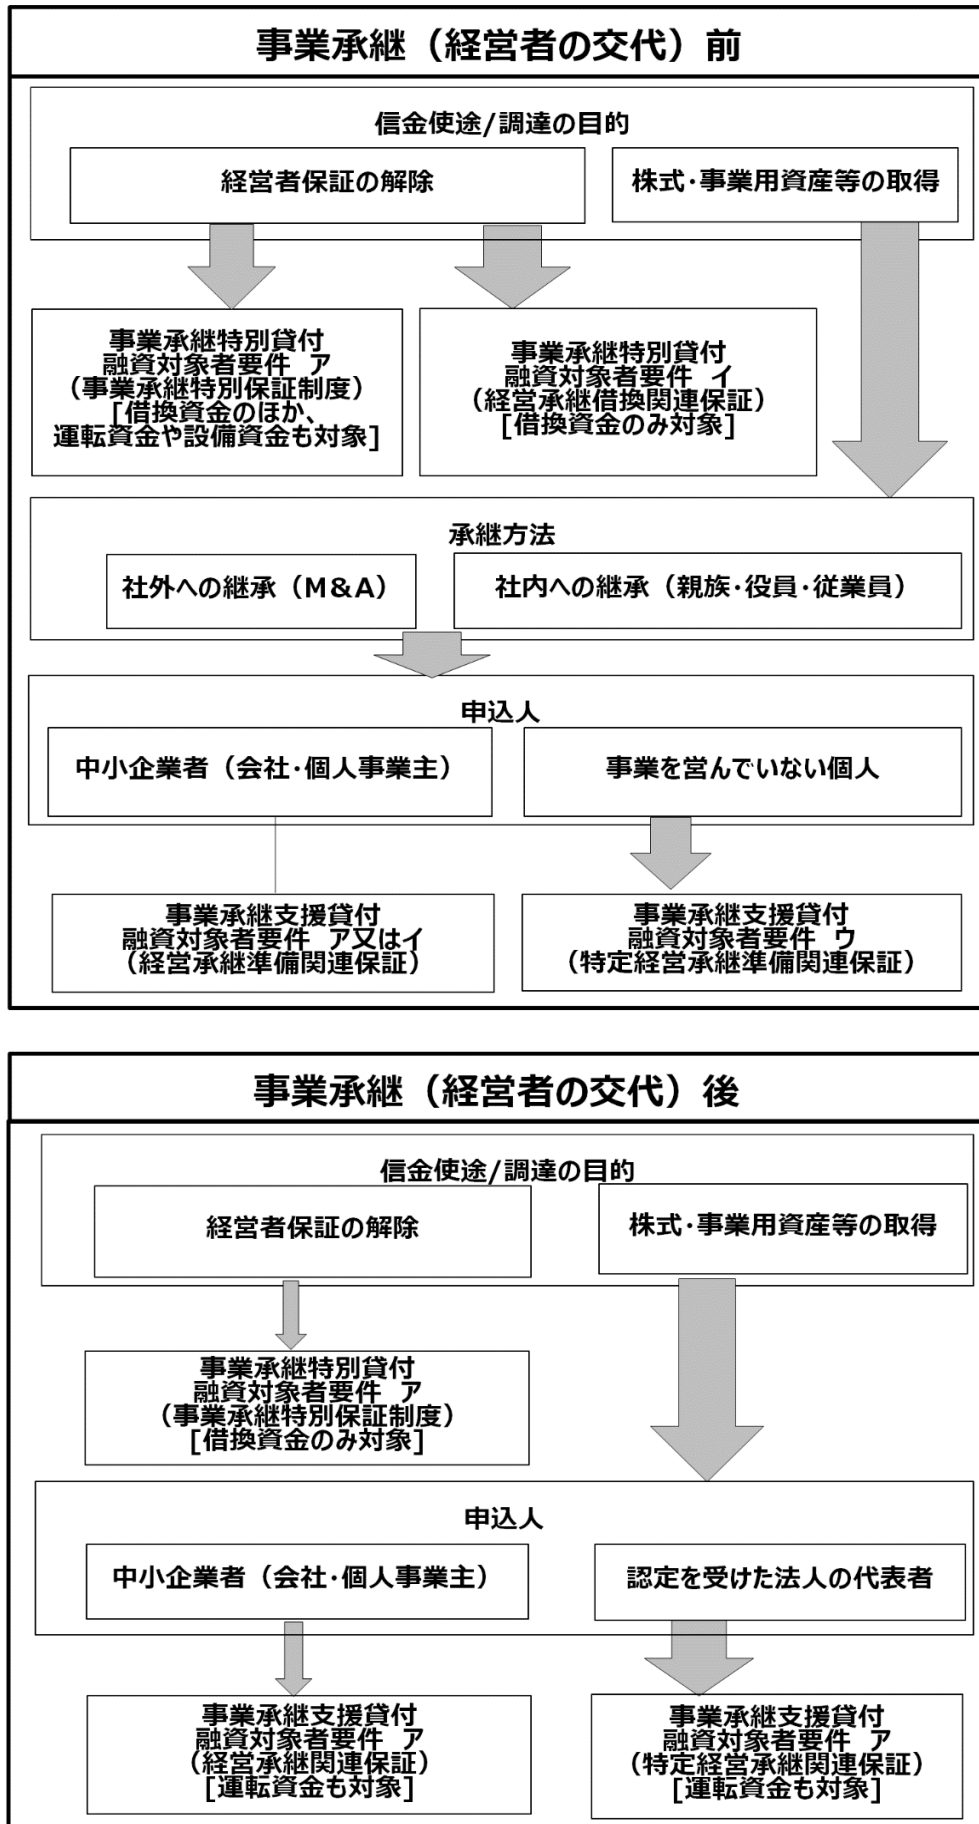 事業承継（経営者の交代）前
信金使途/調達の目的
経営者保証の解除
株式・事業用資産等の取得
事業承継特別貸付
融資対象者要件 ア
（事業承継特別保証制度）
[借換資金のほか、
運転資金や設備資金も対象]
事業承継特別貸付
融資対象者要件 イ
（経営承継借換関連保証）
[借換資金のみ対象]
承継方法
社外への継承（M＆A）
社内への継承（親族・役員・従業員）
申込人
中小企業者（会社・個人事業主）
事業を営んでいない個人
事業承継支援貸付
融資対象者要件 ア又はイ
（経営承継準備関連保証）
事業承継支援貸付
融資対象者要件 ウ
（特定経営承継準備関連保証）
事業承継（経営者の交代）後
信金使途/調達の目的
経営者保証の解除
株式・事業用資産等の取得
事業承継特別貸付
融資対象者要件 ア
（事業承継特別保証制度）
[借換資金のみ対象]
申込人
中小企業者（会社・個人事業主）
認定を受けた法人の代表者
事業承継支援貸付
融資対象者要件 ア
（経営承継関連保証）
[運転資金も対象]
事業承継支援貸付
融資対象者要件 ア
（特定経営承継関連保証）
[運転資金も対象]